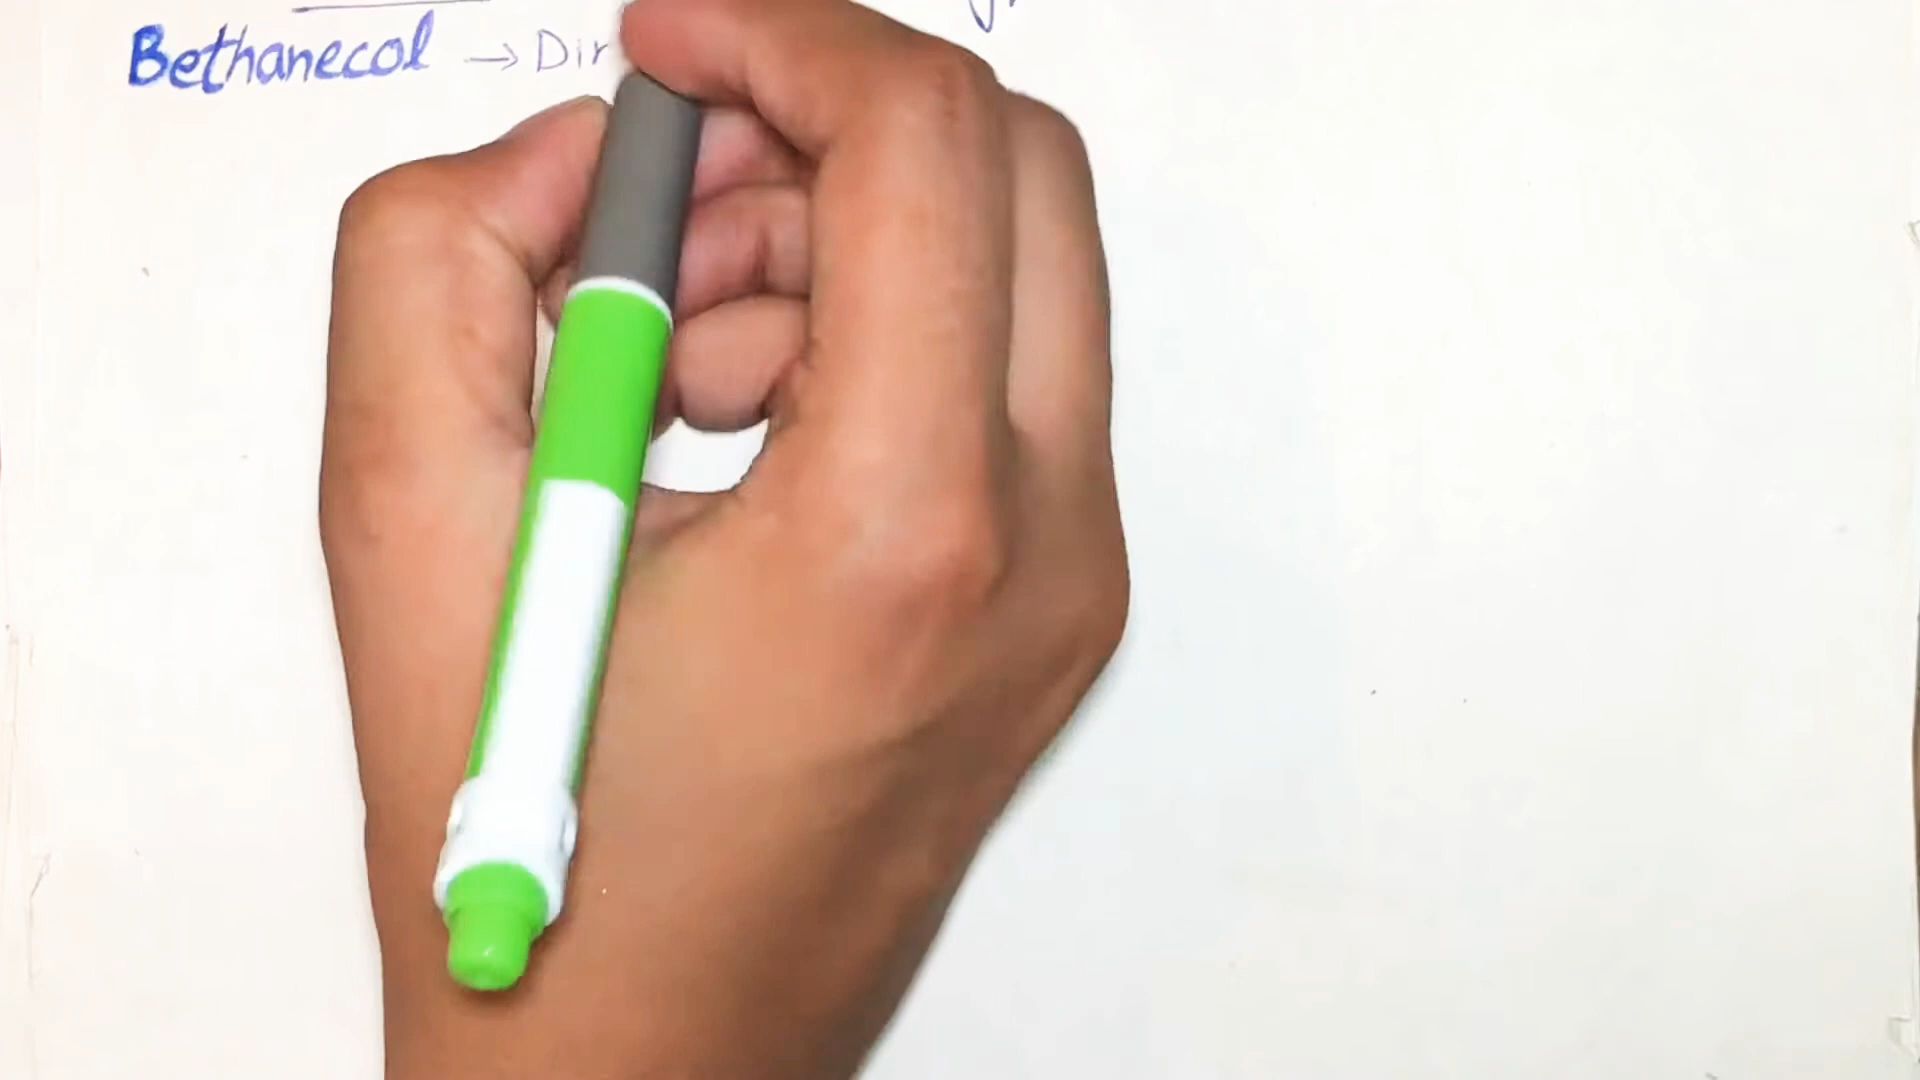 Bethanecol → Dir